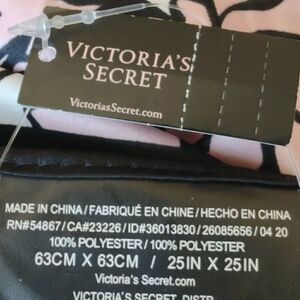 VICTORIA'S
SECRET
VictoriasSecret.com
MADE IN CHINA / FABRIQUÉ EN CHINE / HECHO EN CHINA
RN#54867 / CA#23226 / ID#36013830 / 26085656 / 04 20
100% POLYESTER / 100% POLYESTER
63CM X 63CM / 25IN X 25IN
Victoria's Secret.com
VICTORIA'S SECRET, DISTR.